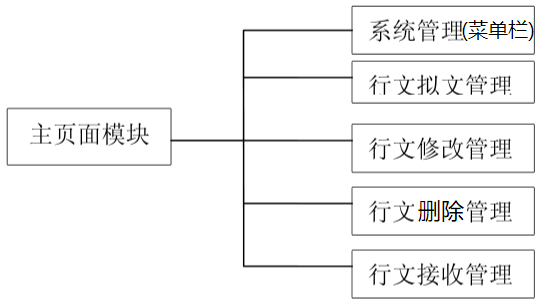 系统管理(菜单栏)
行文拟文管理
主页面模块
行文修改管理
行文删除管理
行文接收管理